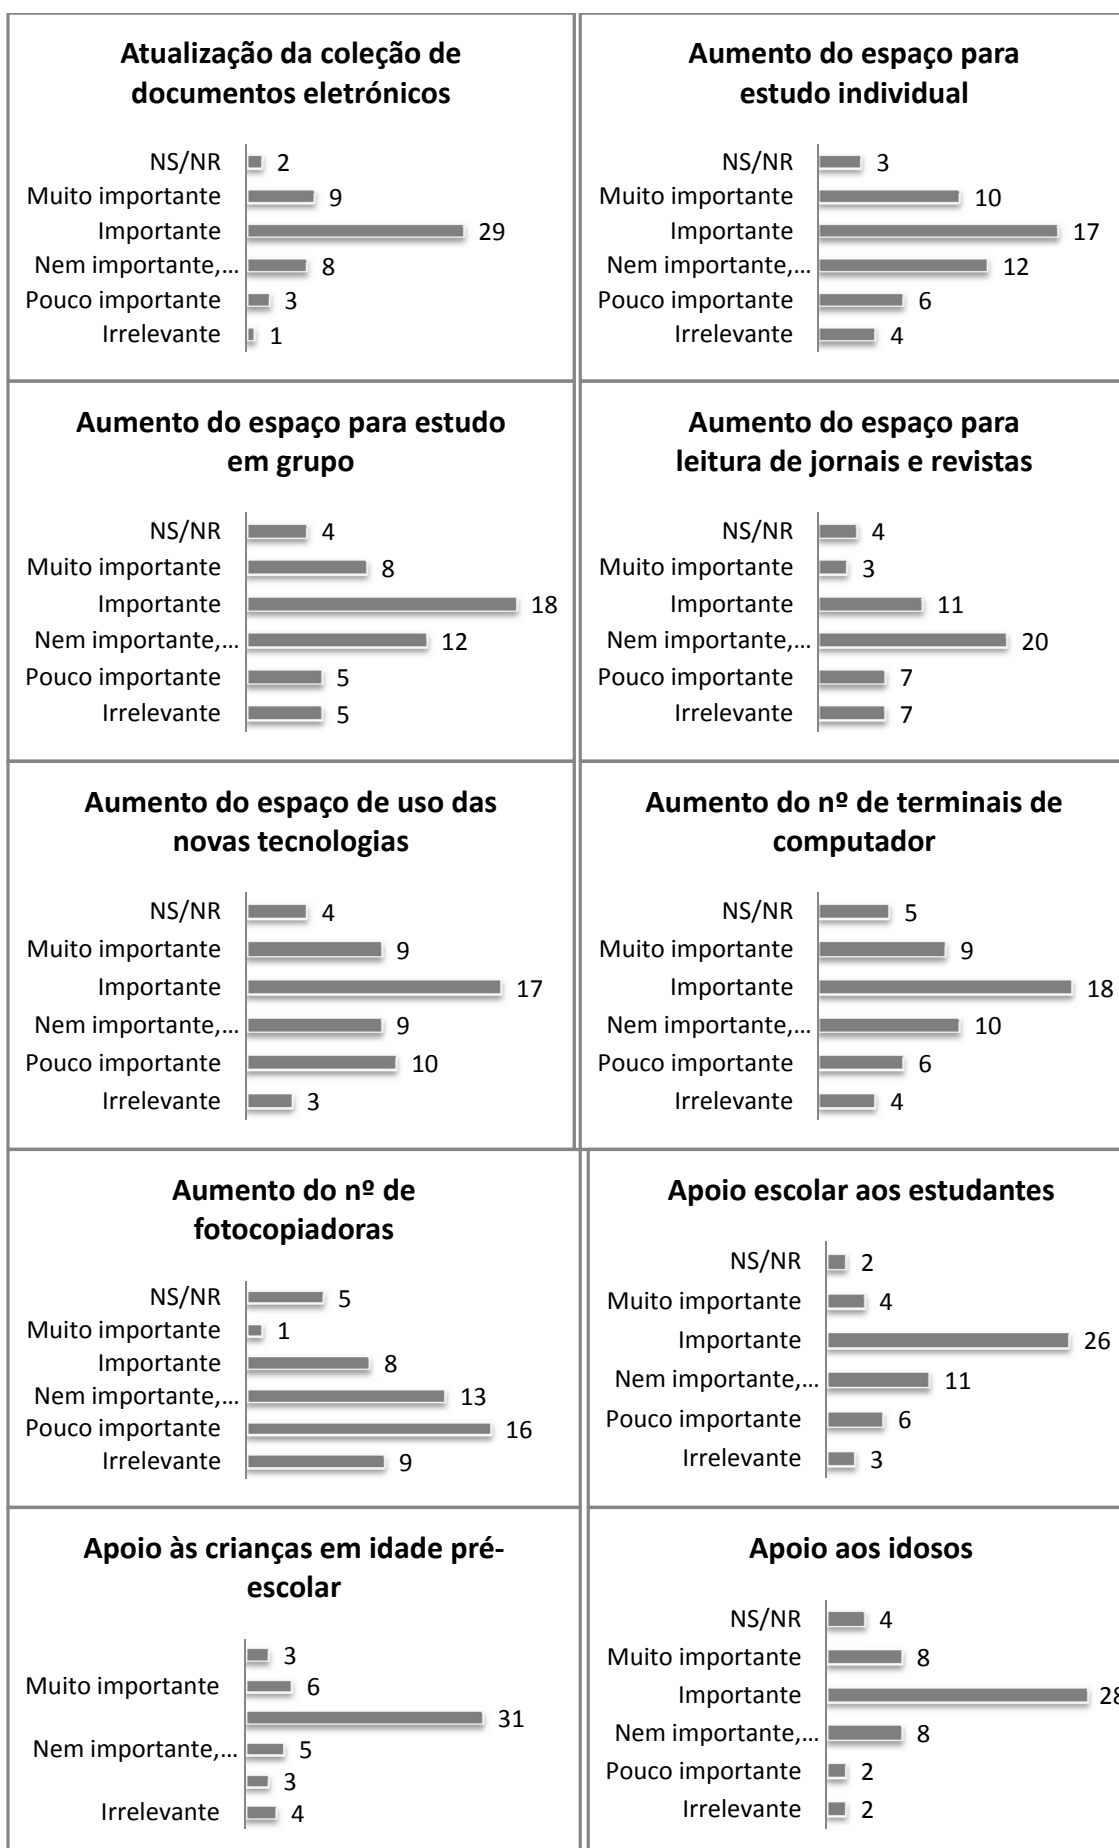 Atualização da coleção de
documentos eletrónicos
NS/NR 2
Muito importante 9
Importante 29
Nem importante,... 8
Pouco importante 3
Irrelevante 1
Aumento do espaço para
estudo individual
NS/NR 3
Muito importante 10
Importante 17
Nem importante,... 12
Pouco importante 6
Irrelevante 4
Aumento do espaço para estudo
em grupo
NS/NR 4
Muito importante 8
Importante 18
Nem importante,... 12
Pouco importante 5
Irrelevante 5
Aumento do espaço para
leitura de jornais e revistas
NS/NR 4
Muito importante 3
Importante 11
Nem importante,... 20
Pouco importante 7
Irrelevante 7
Aumento do espaço de uso das
novas tecnologias
NS/NR 4
Muito importante 9
Importante 17
Nem importante,... 9
Pouco importante 10
Irrelevante 3
Aumento do nº de terminais de
computador
NS/NR 5
Muito importante 9
Importante 18
Nem importante,... 10
Pouco importante 6
Irrelevante 4
Aumento do nº de
fotocopiadoras
NS/NR 5
Muito importante 1
Importante 8
Nem importante,... 13
Pouco importante 16
Irrelevante 9
Apoio escolar aos estudantes
NS/NR 2
Muito importante 4
Importante 26
Nem importante,... 11
Pouco importante 6
Irrelevante 3
Apoio às crianças em idade pré-
escolar
3
Muito importante 6
31
Nem importante,... 5
3
Irrelevante 4
Apoio aos idosos
NS/NR 4
Muito importante 8
Importante 28
Nem importante,... 8
Pouco importante 2
Irrelevante 2